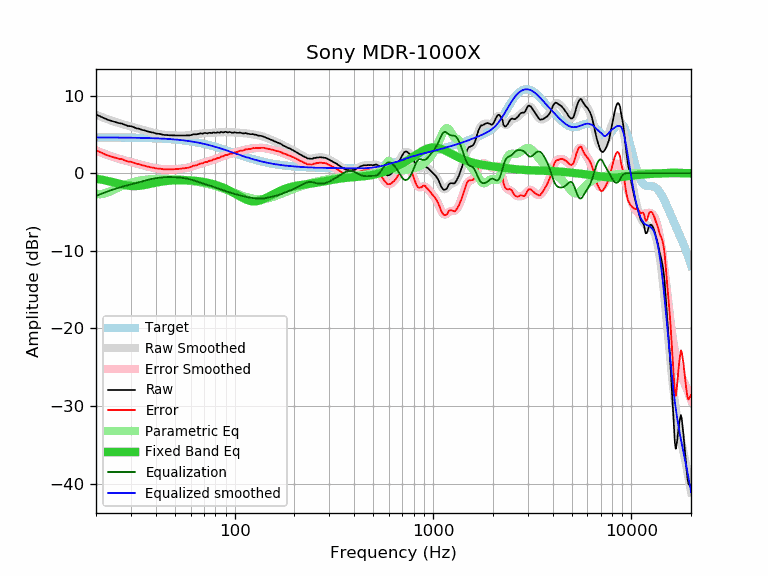 Sony MDR-1000X
Amplitude (dBr)
10
0
−10
−20
−30
−40
Target
Raw Smoothed
Error Smoothed
Raw
Error
Parametric Eq
Fixed Band Eq
Equalization
Equalized smoothed
100
1000
10000
Frequency (Hz)